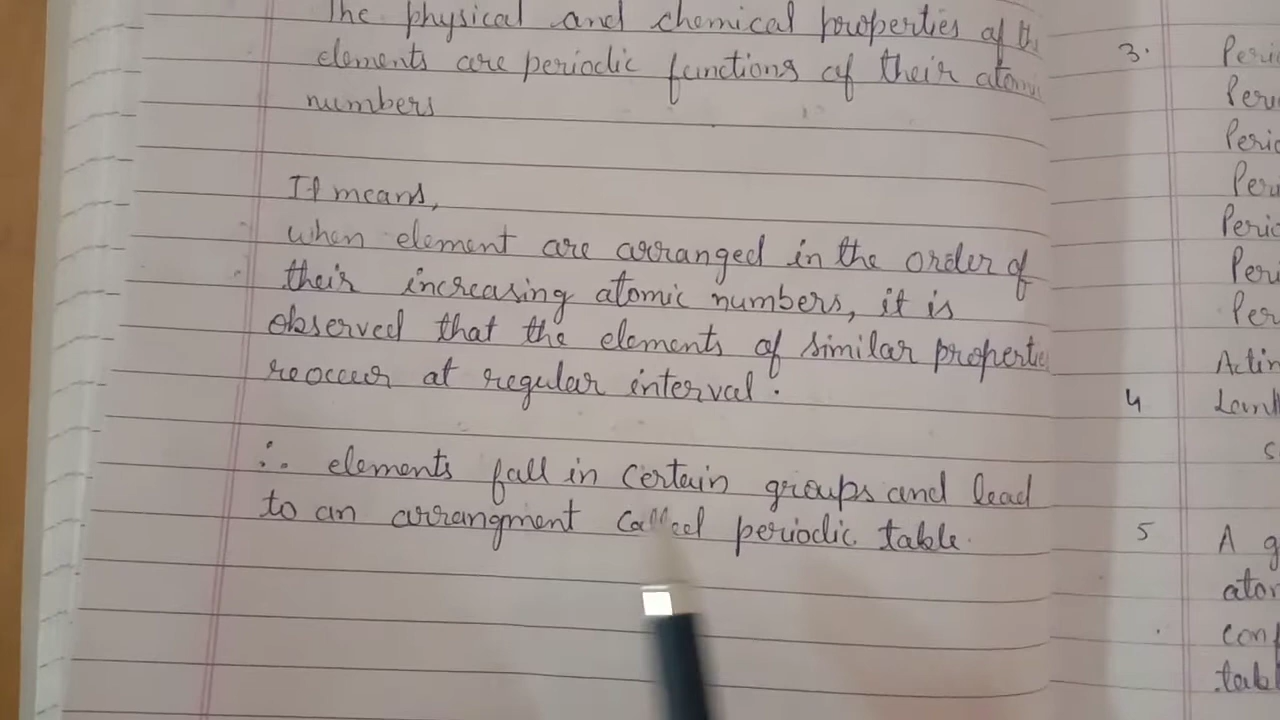 The physical and chemical properties of
elements are periodic functions of their atomi
numbers
It means,
when element are arranged in the order of
their increasing atomic numbers, it is
observed that the elements of similar propertie
reoccur at regular interval.
∴ elements fall in certain groups and lead
to an arrangment called periodic table.
3.
4
5
A